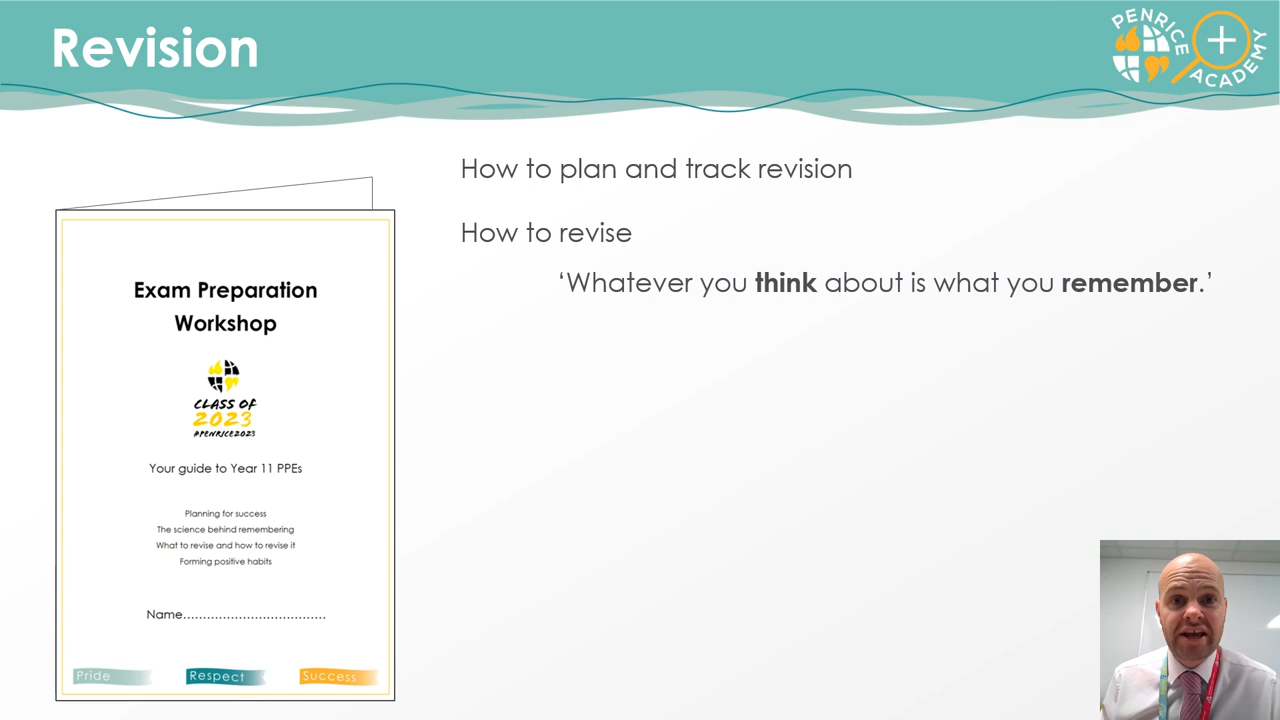 Revision
PENRICE ACADEMY
How to plan and track revision
How to revise
‘Whatever you think about is what you remember.’
Exam Preparation
Workshop
CLASS OF
2023
#PENRICE2023
Your guide to Year 11 PPEs
Planning for success
The science behind remembering
What to revise and how to revise it
Forming positive habits
Name...................................
Pride
Respect
Success